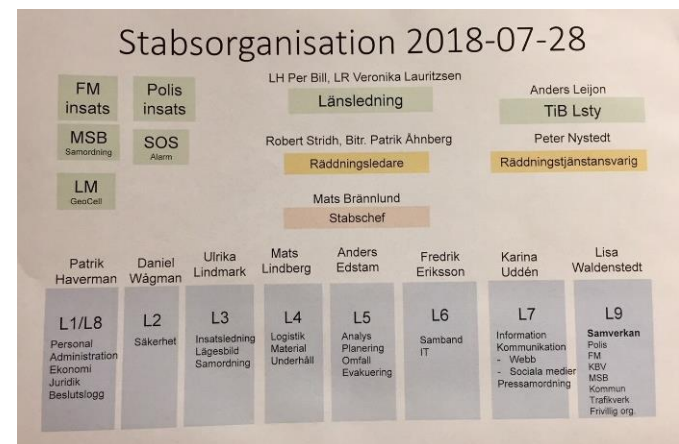 Stabsorganisation 2018-07-28
FM
insats
Polis
insats
MSB
Samordning
SOS
Alarm
LM
GeoCell
LH Per Bill, LR Veronika Lauritzsen
Länsledning
Anders Leijon
TiB Lsty
Robert Stridh, Bitr. Patrik Åhnberg
Räddningsledare
Peter Nystedt
Räddningstjänstansvarig
Mats Brännlund
Stabschef
Patrik
Haverman
L1/L8
Personal
Administration
Ekonomi
Juridik
Beslutslogg
Daniel
Wågman
L2
Säkerhet
Ulrika
Lindmark
L3
Insatsledning
Lägesbild
Samordning
Mats
Lindberg
L4
Logistik
Material
Underhåll
Anders
Edstam
L5
Analys
Planering
Omfall
Evakuering
Fredrik
Eriksson
L6
Samband
IT
Karina
Uddén
L7
Information
Kommunikation
- Webb
- Sociala medier
Pressamordning
Lisa
Waldenstedt
L9
Samverkan
Polis
FM
KBV
MSB
Kommun
Trafikverk
Frivillig org.